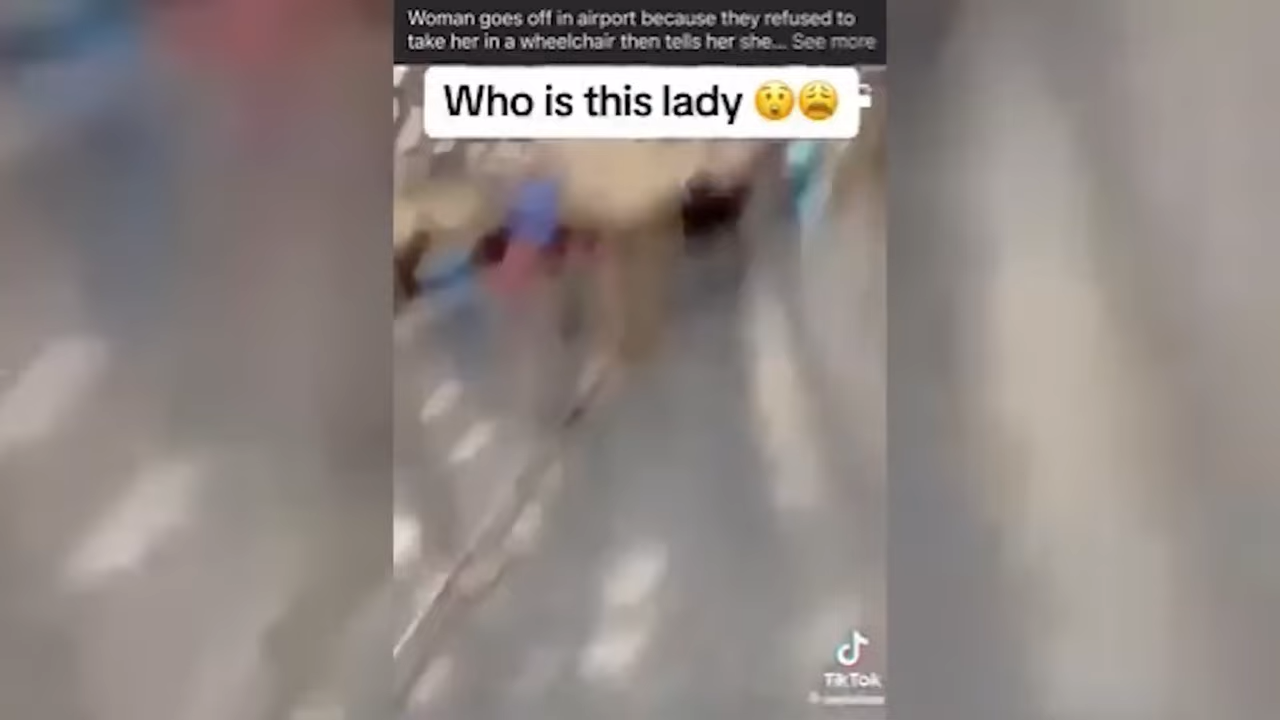 Woman goes off in airport because they refused to
take her in a wheelchair then tells her she... See more
Who is this lady 😲😩
TikTok